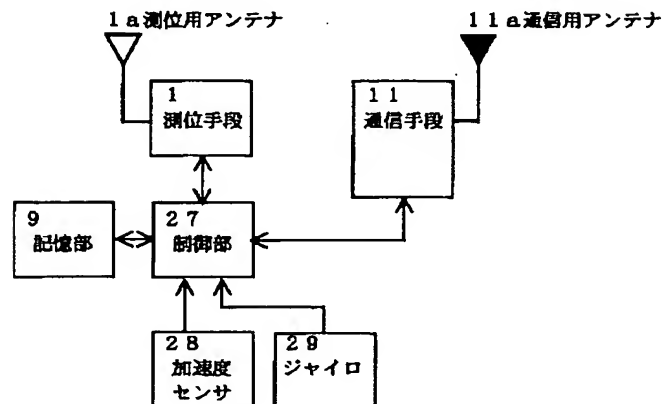 1a測位用アンテナ
11a通信用アンテナ
1
測位手段
11
通信手段
9
記憶部
27
制御部
28
加速度
センサ
29
ジャイロ